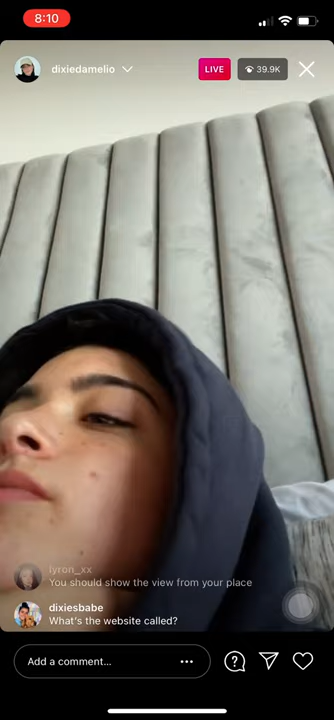 8:10
dixiedamelio
LIVE
39.9K
lyron_xx
You should show the view from your place
dixiesbabe
What's the website called?
Add a comment...